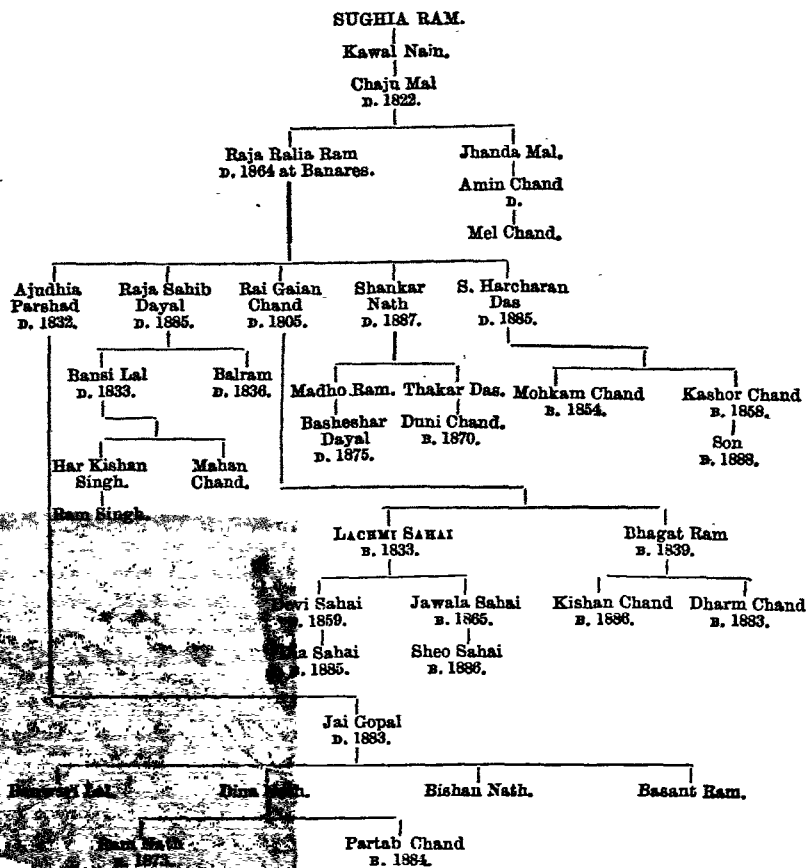 SUGHIA RAM.
Kawal Nain.
Chaju Mal
D. 1822.
Raja Ralia Ram
D. 1864 at Banares.
Jhanda Mal.
Amin Chand
D.
Mel Chand.
Ajudhia
Parshad
D. 1832.
Raja Sahib
Dayal
D. 1885.
Rai Gaian
Chand
D. 1805.
Shankar
Nath
D. 1887.
S. Harcharan
Das
D. 1885.
Bansi Lal
D. 1833.
Balram
D. 1836.
Madho Ram.
Thakar Das.
Mohkam Chand
B. 1854.
Kashor Chand
B. 1858.
Basheshar
Dayal
D. 1875.
Duni Chand.
B. 1870.
Son
B. 1888.
Har Kishan
Singh.
Mahan
Chand.
Ram Singh.
LACHMI SAHAI
B. 1833.
Bhagat Ram
B. 1839.
Devi Sahai
B. 1859.
Jawala Sahai
B. 1865.
Kishan Chand
B. 1886.
Dharm Chand
B. 1883.
Sahai
B. 1885.
Sheo Sahai
B. 1886.
Jai Gopal
D. 1883.
Lal.
Dina
Bishan Nath.
Basant Ram.
Ram Nath
1873.
Partab Chand
B. 1884.